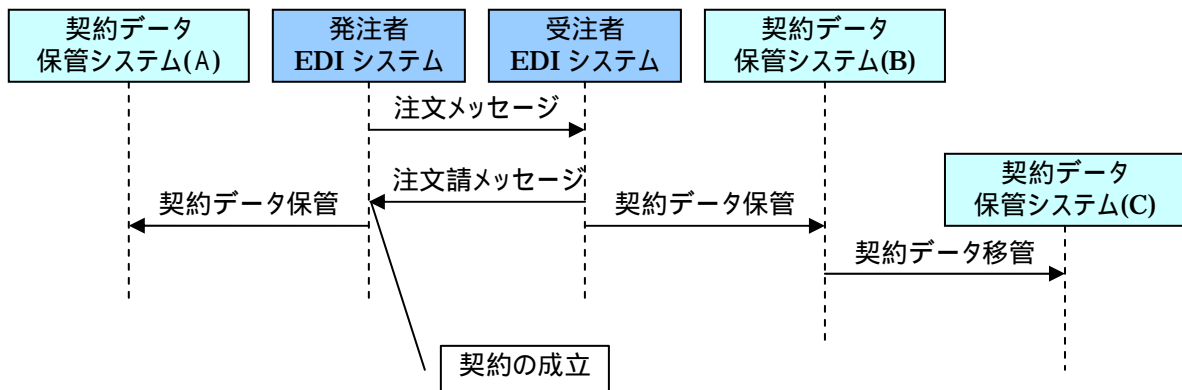 契約データ
保管システム(A)
発注者
EDI システム
受注者
EDI システム
契約データ
保管システム(B)
注文メッセージ
契約データ
保管システム(C)
注文請メッセージ
契約データ保管
契約データ保管
契約データ移管
契約の成立